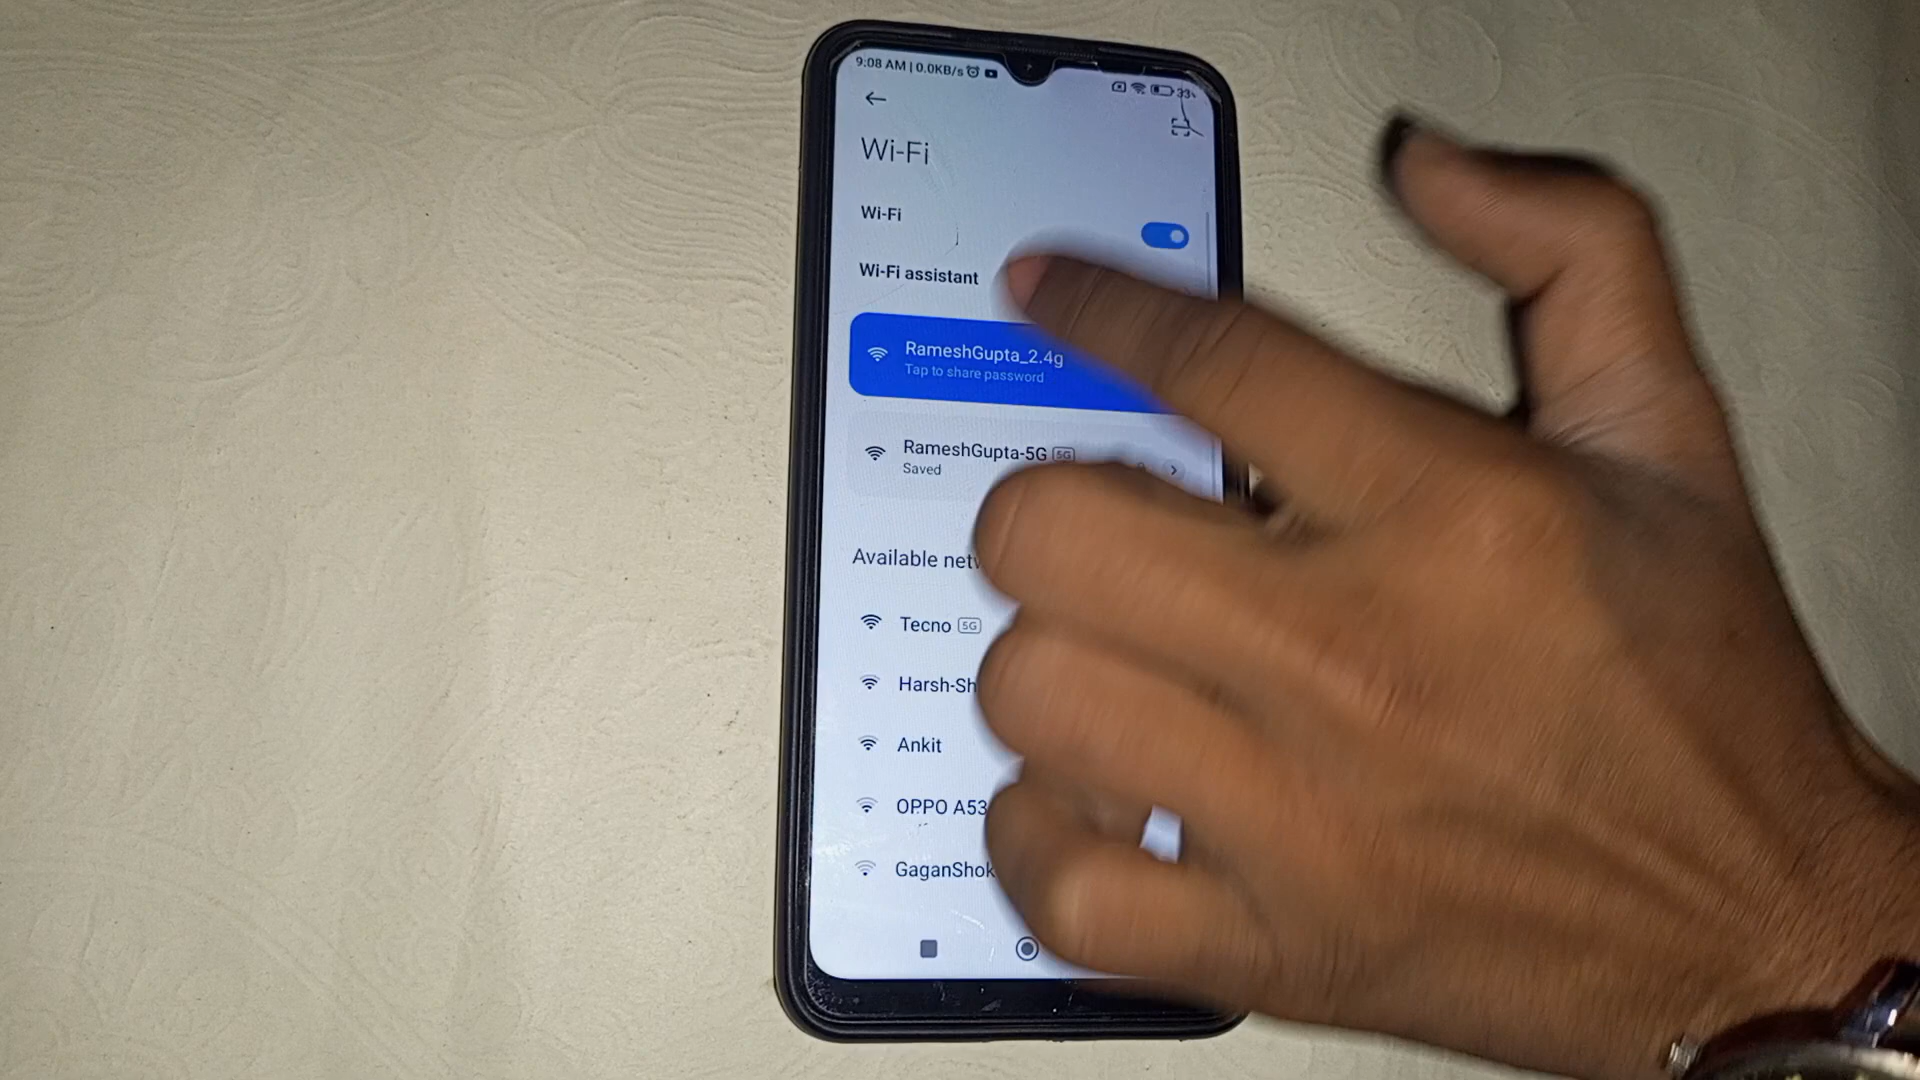 9:08 AM | 0.0KB/s
33%
Wi-Fi
Wi-Fi
Wi-Fi assistant
RameshGupta_2.4g
Tap to share password
RameshGupta-5G 5G
Saved
Available
Tecno 5G
Harsh-Sh
Ankit
OPPO A53
GaganShok